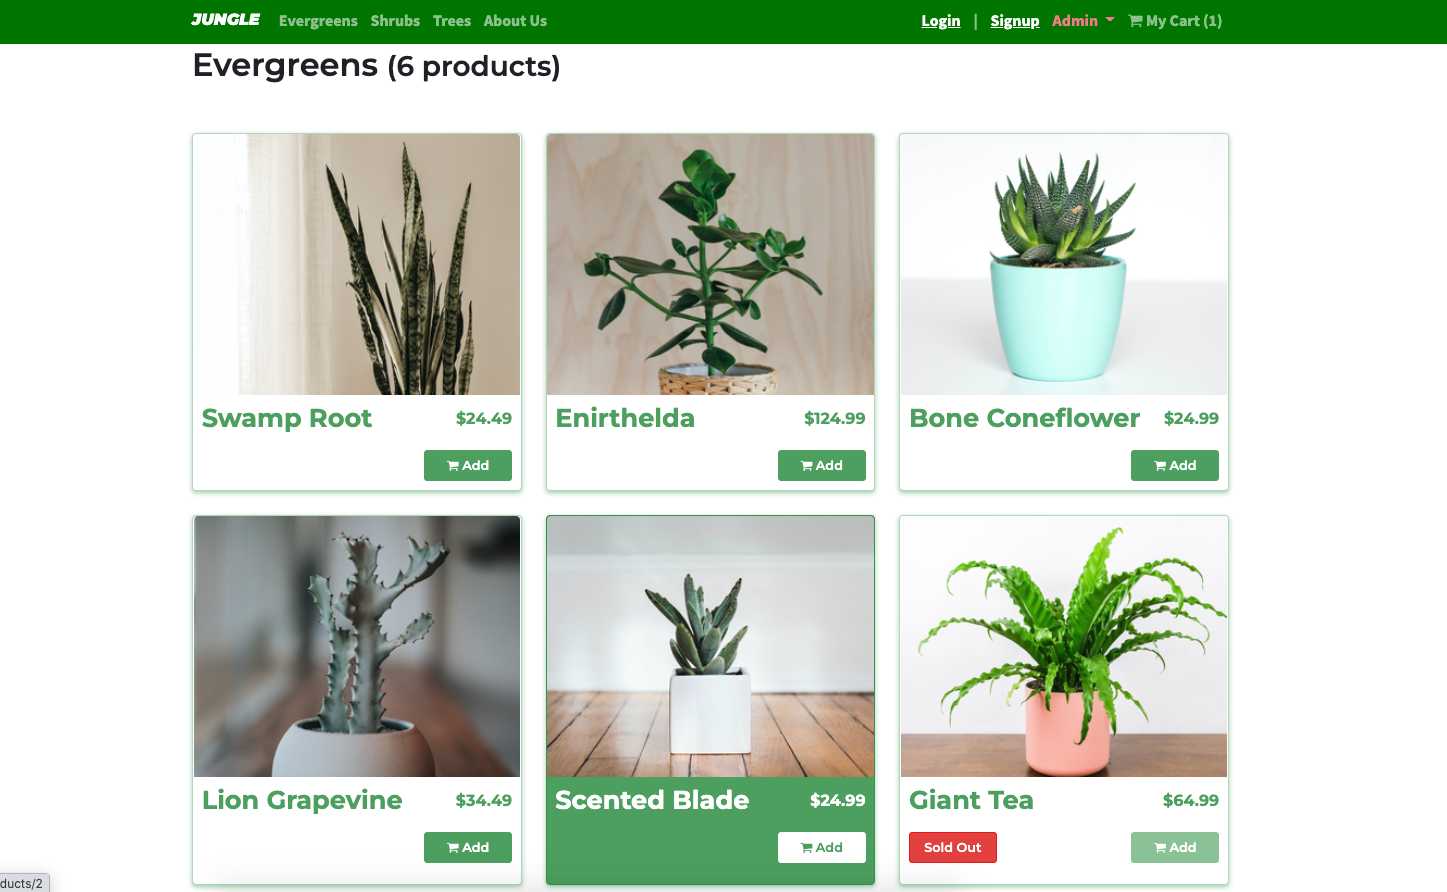 JUNGLE Evergreens Shrubs Trees About Us Login | Signup Admin My Cart (1)
Evergreens (6 products)
Swamp Root $24.49
Add
Enirthelda $124.99
Add
Bone Coneflower $24.99
Add
Lion Grapevine $34.49
Add
Scented Blade $24.99
Add
Giant Tea $64.99
Sold Out Add
ducts/2